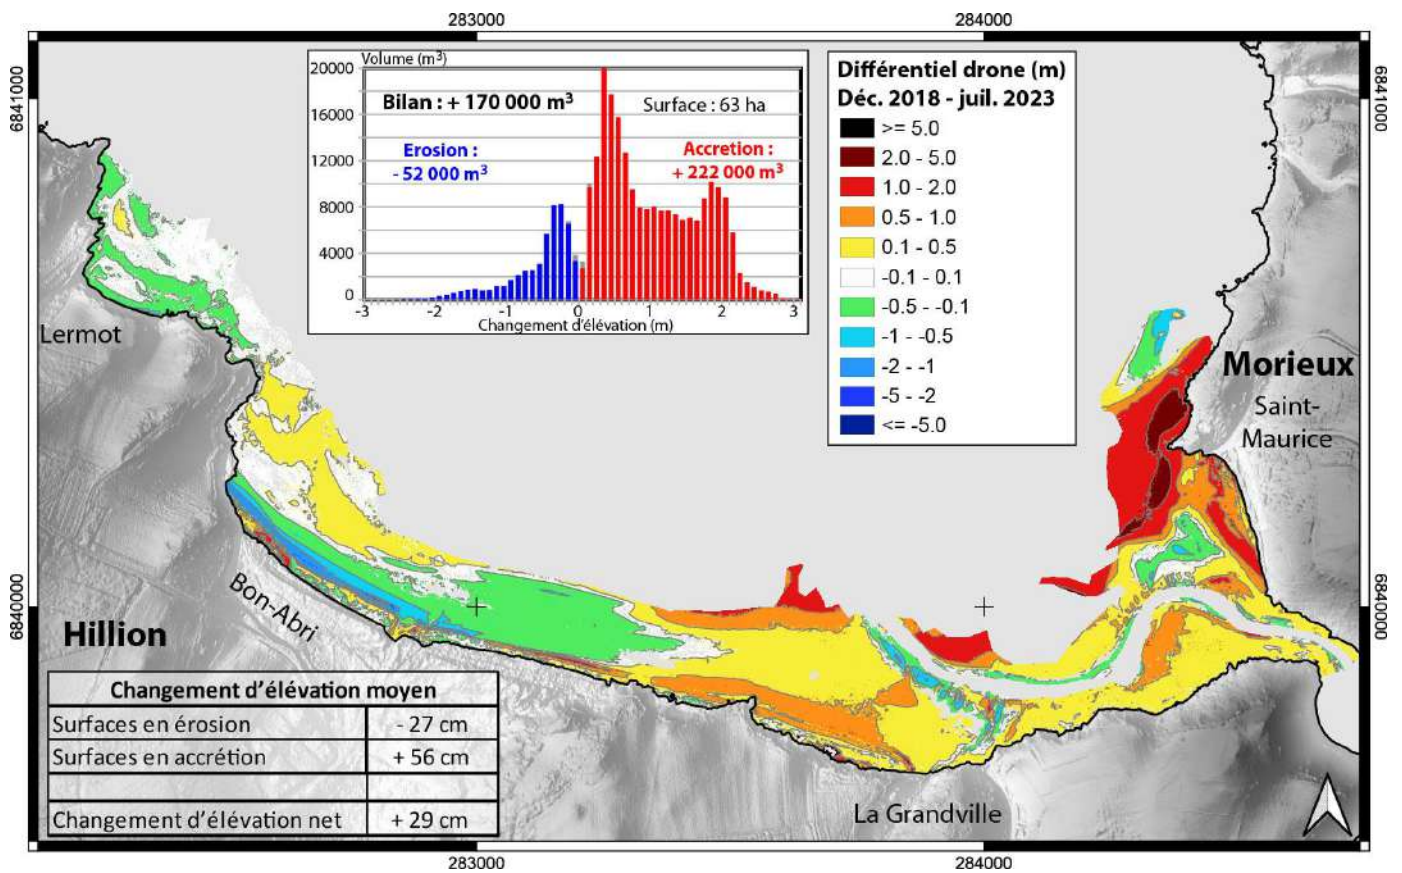 283000
284000
6841000
6841000
Volume (m³)
20000
16000
12000
8000
4000
0
Bilan : + 170 000 m³
Surface : 63 ha
Erosion :
- 52 000 m³
Accretion :
+ 222 000 m³
-3
-2
-1
0
1
2
3
Changement d'élévation (m)
Différentiel drone (m)
Déc. 2018 - juil. 2023
>= 5.0
2.0 - 5.0
1.0 - 2.0
0.5 - 1.0
0.1 - 0.5
-0.1 - 0.1
-0.5 - -0.1
-1 - -0.5
-2 - -1
-5 - -2
<= -5.0
Lermot
Morieux
Saint-
Maurice
Bon-Abri
Hillion
6840000
6840000
Changement d'élévation moyen
Surfaces en érosion - 27 cm
Surfaces en accrétion + 56 cm
Changement d'élévation net + 29 cm
La Grandville
283000
284000